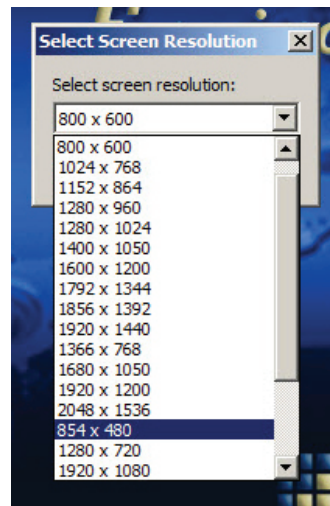 Select Screen Resolution
Select screen resolution:
800 x 600
800 x 600
1024 x 768
1152 x 864
1280 x 960
1280 x 1024
1400 x 1050
1600 x 1200
1792 x 1344
1856 x 1392
1920 x 1440
1366 x 768
1680 x 1050
1920 x 1200
2048 x 1536
854 x 480
1280 x 720
1920 x 1080